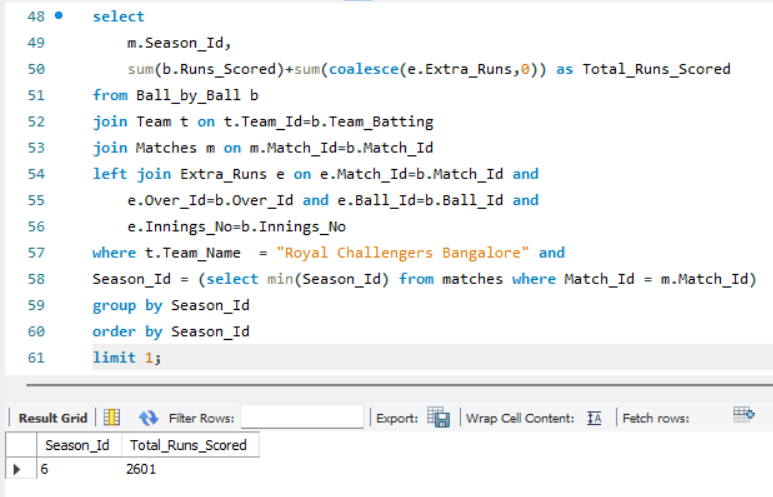 48 select
49 m.Season_Id,
50 sum(b.Runs_Scored)+sum(coalesce(e.Extra_Runs,0)) as Total_Runs_Scored
51 from Ball_by_Ball b
52 join Team t on t.Team_Id=b.Team_Batting
53 join Matches m on m.Match_Id=b.Match_Id
54 left join Extra_Runs e on e.Match_Id=b.Match_Id and
55 e.Over_Id=b.Over_Id and e.Ball_Id=b.Ball_Id and
56 e.Innings_No=b.Innings_No
57 where t.Team_Name  = "Royal Challengers Bangalore" and
58 Season_Id = (select min(Season_Id) from matches where Match_Id = m.Match_Id)
59 group by Season_Id
60 order by Season_Id
61 limit 1;
Result Grid Filter Rows: Export: Wrap Cell Content: IA Fetch rows:
Season_Id Total_Runs_Scored
6 2601